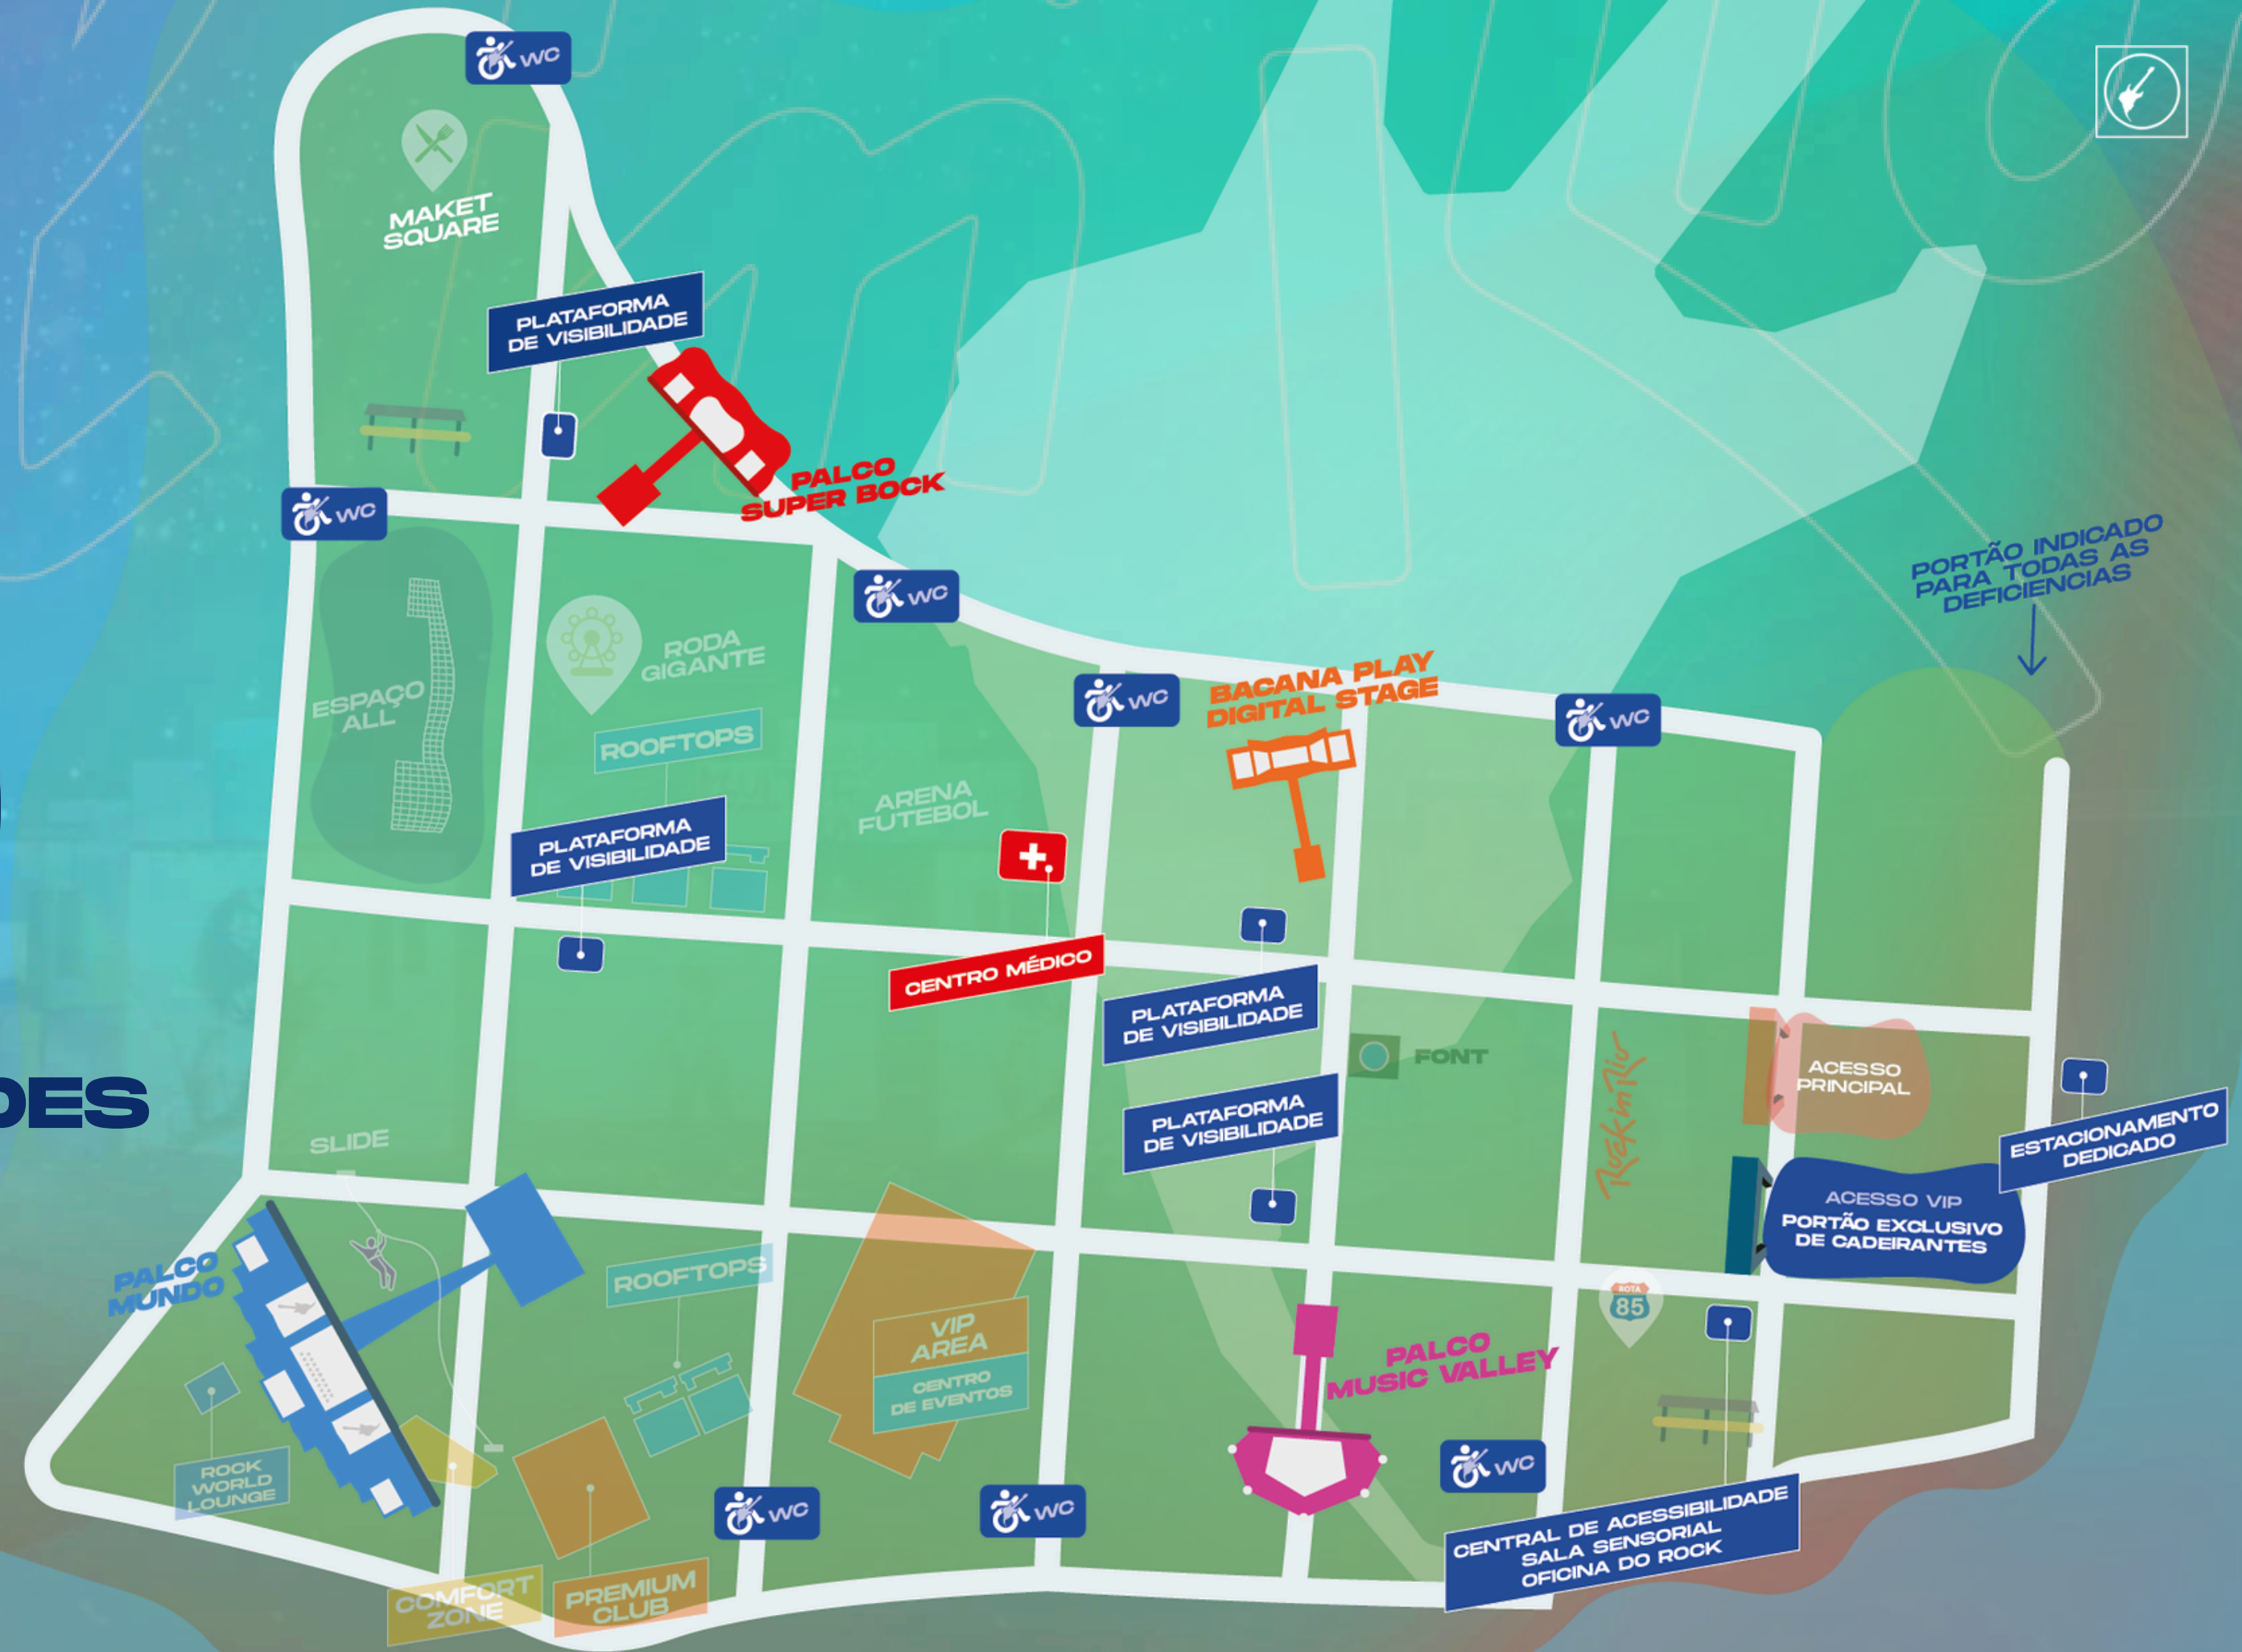 WC
MAKET
SQUARE
PLATAFORMA
DE VISIBILIDADE
PALCO
SUPER BOCK
WC
WC
PORTÃO INDICADO
PARA TODAS AS
DEFICIENCIAS
RODA
GIGANTE
ESPAÇO
ALL
ROOFTOPS
WC
BACANA PLAY
DIGITAL STAGE
WC
ARENA
FUTEBOL
PLATAFORMA
DE VISIBILIDADE
CENTRO MÉDICO
PLATAFORMA
DE VISIBILIDADE
FONT
Rock in Rio
ACESSO
PRINCIPAL
DES
PLATAFORMA
DE VISIBILIDADE
ESTACIONAMENTO
DEDICADO
SLIDE
ACESSO VIP
PORTÃO EXCLUSIVO
DE CADEIRANTES
PALCO
MUNDO
ROOFTOPS
ROTA
85
VIP
AREA
CENTRO
DE EVENTOS
PALCO
MUSIC VALLEY
ROCK
WORLD
LOUNGE
WC
WC
WC
CENTRAL DE ACESSIBILIDADE
SALA SENSORIAL
OFICINA DO ROCK
COMFORT
ZONE
PREMIUM
CLUB